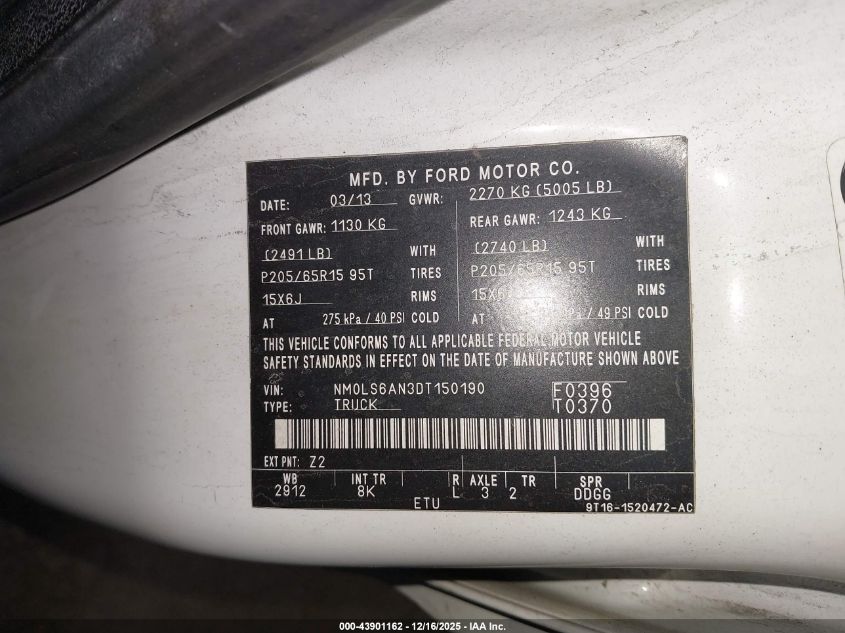 MFD. BY FORD MOTOR CO.
DATE: 03/13 GVWR: 2270 KG (5005 LB)
FRONT GAWR: 1130 KG REAR GAWR: 1243 KG
(2491 LB) WITH (2740 LB) WITH
P205/65R15 95T TIRES P205/65R15 95T TIRES
15X6J RIMS 15X6 RIMS
AT 275 kPa / 40 PSI COLD AT kPa / 49 PSI COLD
THIS VEHICLE CONFORMS TO ALL APPLICABLE FEDERAL MOTOR VEHICLE
SAFETY STANDARDS IN EFFECT ON THE DATE OF MANUFACTURE SHOWN ABOVE
VIN: NM0LS6AN3DT150190 F0396
TYPE: TRUCK T0370
EXT PNT: Z2
WB INT TR R AXLE TR SPR
2912 8K L 3 2 DDGG
ETU 9T16-1520472-AC
000-43901162 - 12/16/2025 - IAA Inc.